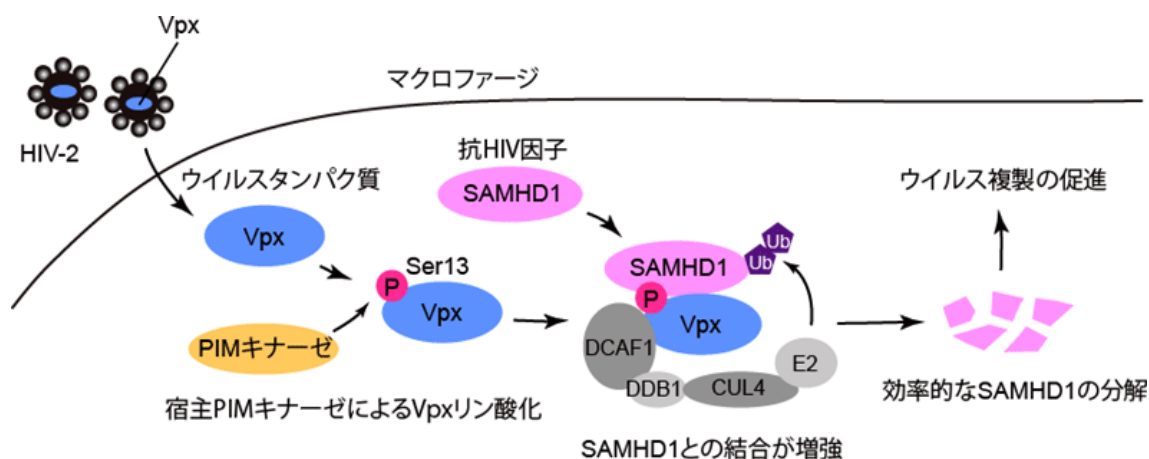 Vpx
マクロファージ
HIV-2
抗HIV因子
SAMHD1
ウイルスタンパク質
Vpx
ウイルス複製の促進
Ub
Ub
SAMHD1
Ser13
P
Vpx
P
Vpx
PIMキナーゼ
DCAF1
E2
DDB1
CUL4
効率的なSAMHD1の分解
宿主PIMキナーゼによるVpxリン酸化
SAMHD1との結合が増強